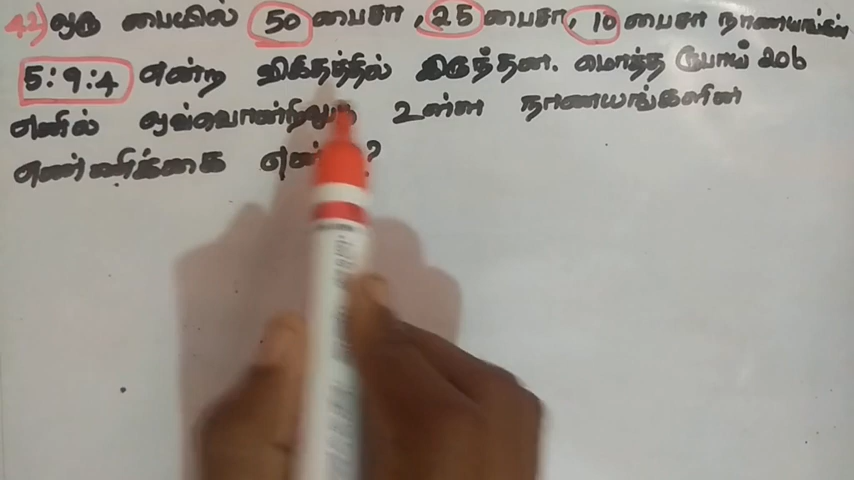 42) ஒரு பையில் 50 பைசா, 25 பைசா, 10 பைசா நாணயங்கள்
5:9:4 என்ற விகிதத்தில் இருந்தன. மொத்த ரூபாய் 206
எனில் ஒவ்வொன்றிலும் உள்ள நாணயங்களின்
எண்ணிக்கை ?